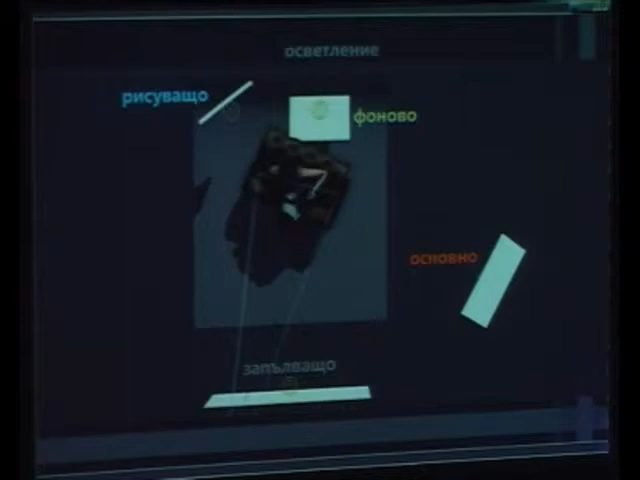 осветление
рисуващо
фоново
основно
запълващо